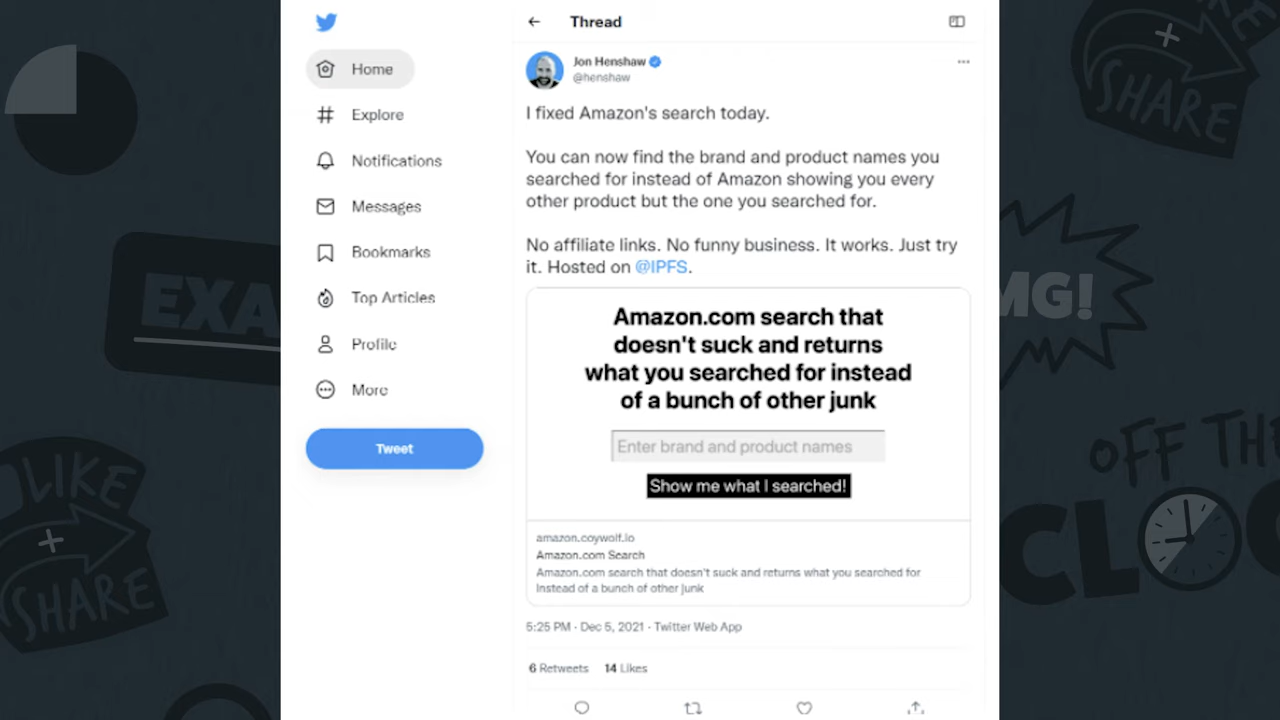 Thread
Jon Henshaw
@henshaw
Home
Explore
Notifications
Messages
Bookmarks
Top Articles
Profile
More
Tweet
I fixed Amazon's search today.
You can now find the brand and product names you
searched for instead of Amazon showing you every
other product but the one you searched for.
No affiliate links. No funny business. It works. Just try
it. Hosted on @IPFS.
Amazon.com search that
doesn't suck and returns
what you searched for instead
of a bunch of other junk
Enter brand and product names
Show me what I searched!
amazon.coywolf.io
Amazon.com Search
Amazon.com search that doesn't suck and returns what you searched for
instead of a bunch of other junk
5:25 PM · Dec 5, 2021 · Twitter Web App
6 Retweets 14 Likes
EXA
LIKE
SHARE
KE
SHARE
MG!
OFF TH
CLO